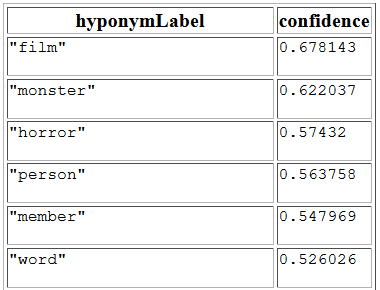 hyponymLabel confidence
"film" 0.678143
"monster" 0.622037
"horror" 0.57432
"person" 0.563758
"member" 0.547969
"word" 0.526026